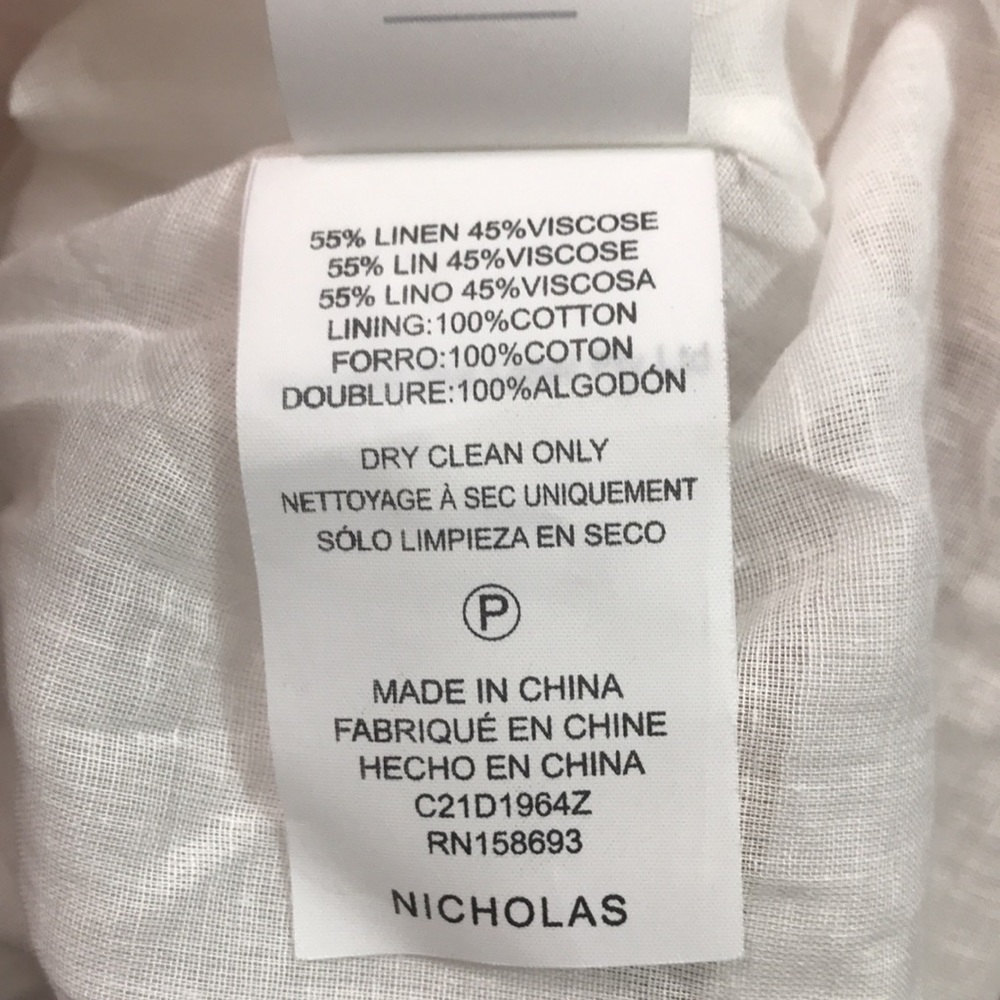 55% LINEN 45%VISCOSE
55% LIN 45%VISCOSE
55% LINO 45%VISCOSA
LINING:100%COTTON
FORRO:100%COTON
DOUBLURE:100%ALGODÓN
DRY CLEAN ONLY
NETTOYAGE À SEC UNIQUEMENT
SÓLO LIMPIEZA EN SECO
P
MADE IN CHINA
FABRIQUÉ EN CHINE
HECHO EN CHINA
C21D1964Z
RN158693
NICHOLAS